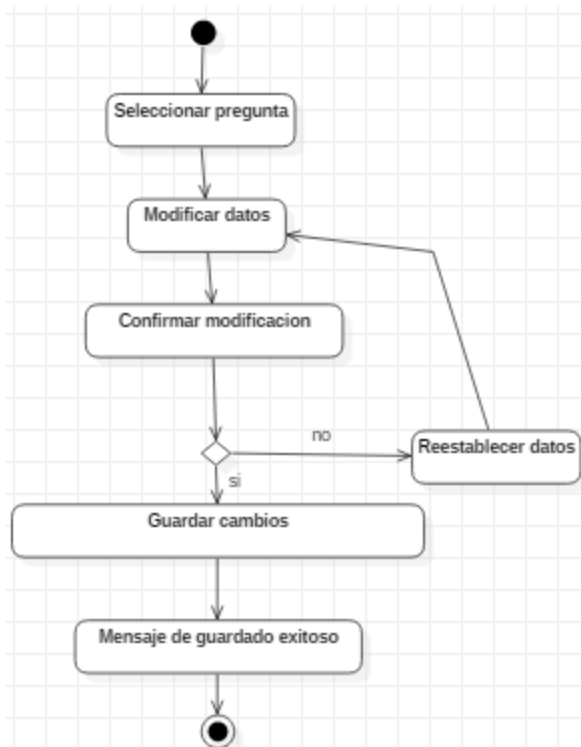 Seleccionar pregunta
Modificar datos
Confirmar modificacion
no
Reestablecer datos
si
Guardar cambios
Mensaje de guardado exitoso